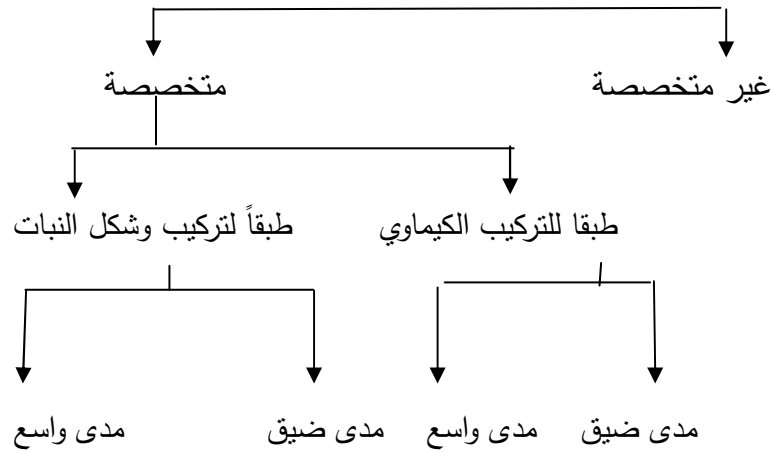 غير متخصصة
متخصصة
طبقا للتركيب الكيماوي
طبقاً لتركيب وشكل النبات
مدى ضيق
مدى واسع
مدى ضيق
مدى واسع